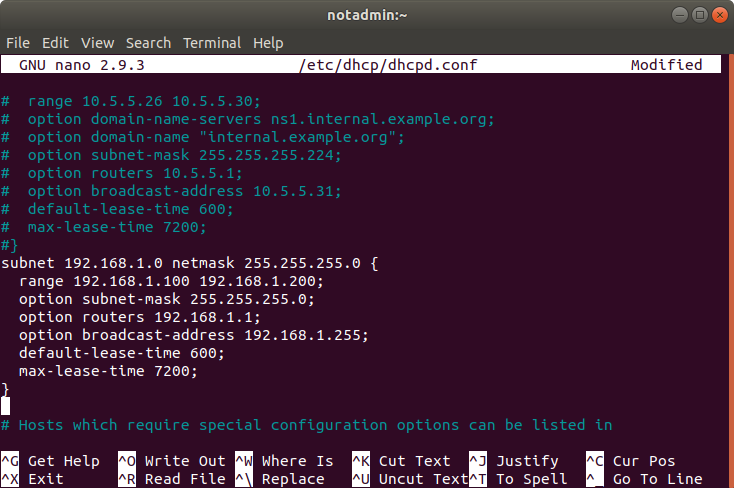 notadmin:~
File Edit View Search Terminal Help
GNU nano 2.9.3 /etc/dhcp/dhcpd.conf Modified
#  range 10.5.5.26 10.5.5.30;
#  option domain-name-servers ns1.internal.example.org;
#  option domain-name "internal.example.org";
#  option subnet-mask 255.255.255.224;
#  option routers 10.5.5.1;
#  option broadcast-address 10.5.5.31;
#  default-lease-time 600;
#  max-lease-time 7200;
#}
subnet 192.168.1.0 netmask 255.255.255.0 {
  range 192.168.1.100 192.168.1.200;
  option subnet-mask 255.255.255.0;
  option routers 192.168.1.1;
  option broadcast-address 192.168.1.255;
  default-lease-time 600;
  max-lease-time 7200;
}
# Hosts which require special configuration options can be listed in
^G Get Help ^O Write Out ^W Where Is ^K Cut Text ^J Justify ^C Cur Pos
^X Exit ^R Read File ^\ Replace ^U Uncut Text ^T To Spell ^_ Go To Line